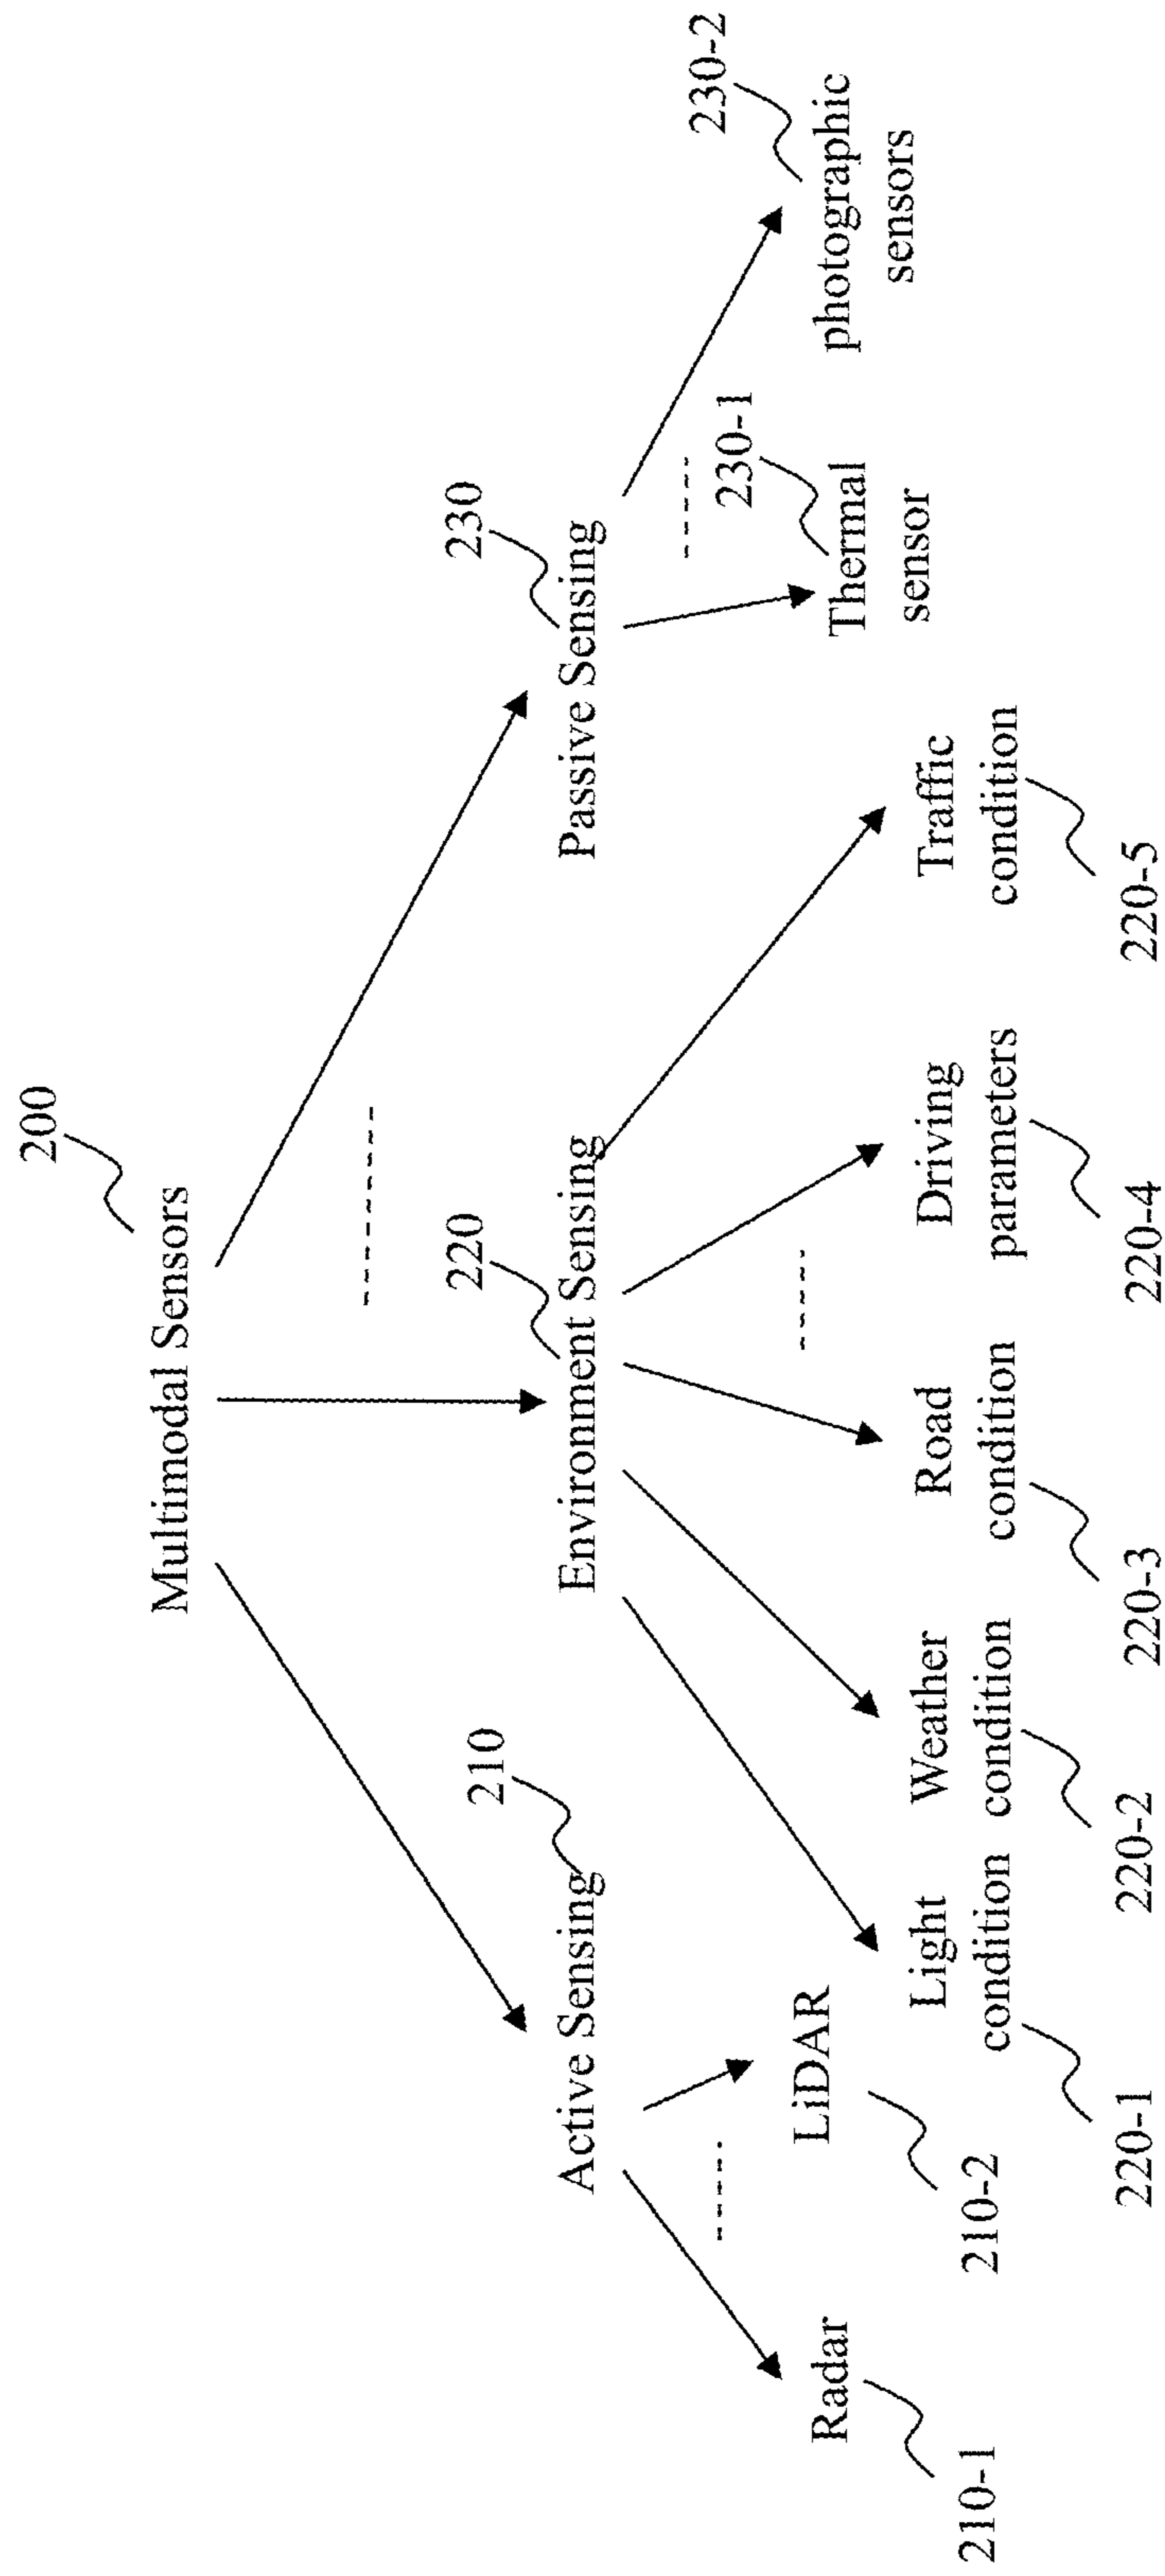 200
Multimodal Sensors
210
220
230
Active Sensing
Environment Sensing
Passive Sensing
230-2
230-1
Radar
LiDAR
Thermal
sensor
photographic
sensors
Light
condition
Weather
condition
Road
condition
Driving
parameters
Traffic
condition
210-1
210-2
220-1
220-2
220-3
220-4
220-5